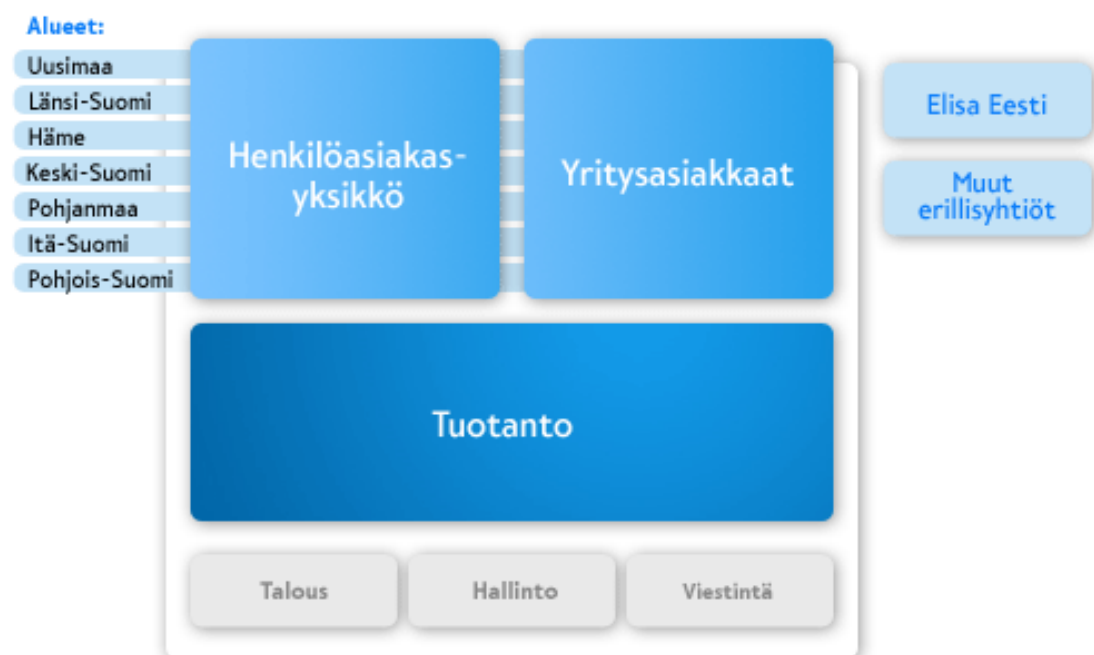 Alueet:
Uusimaa
Länsi-Suomi
Häme
Keski-Suomi
Pohjanmaa
Itä-Suomi
Pohjois-Suomi
Henkilöasiakas-
yksikkö
Yritysasiakkaat
Elisa Eesti
Muut
erillisyhtiöt
Tuotanto
Talous
Hallinto
Viestintä